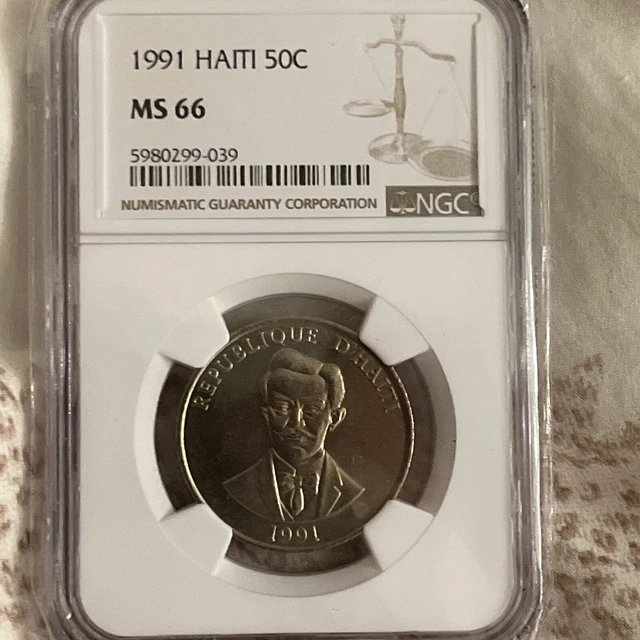 1991 HAITI 50C
MS 66
5980299-039
NUMISMATIC GUARANTY CORPORATION
NGC
REPUBLIQUE D'HAITI
1991